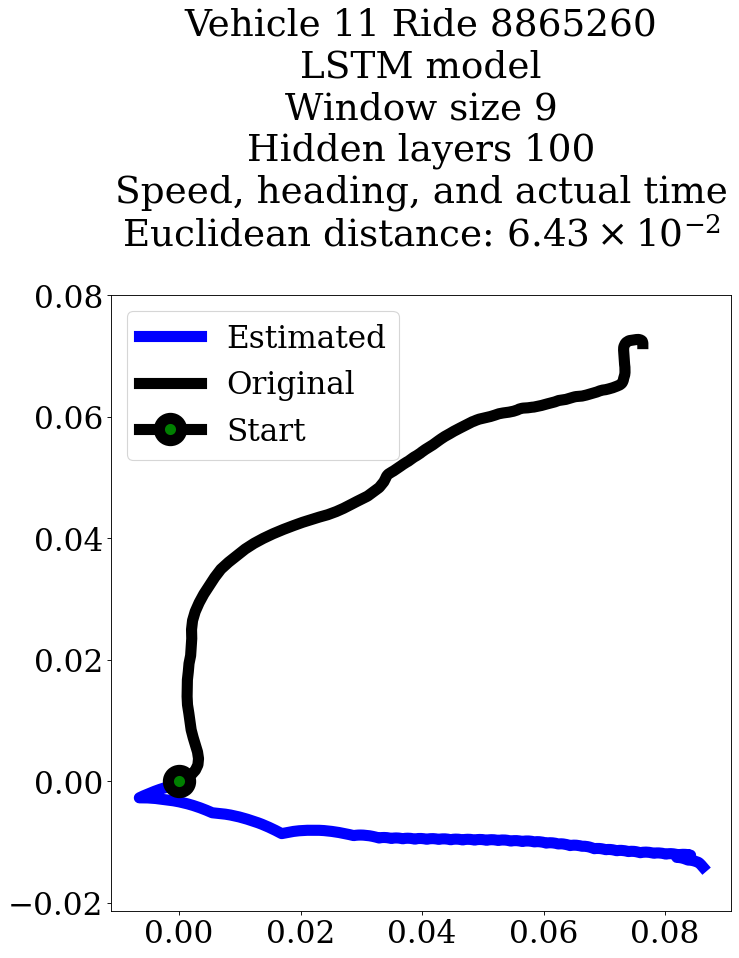 Vehicle 11 Ride 8865260
LSTM model
Window size 9
Hidden layers 100
Speed, heading, and actual time
Euclidean distance: 6.43 × 10⁻²
Estimated
Original
Start
0.08
0.06
0.04
0.02
0.00
−0.02
0.00 0.02 0.04 0.06 0.08